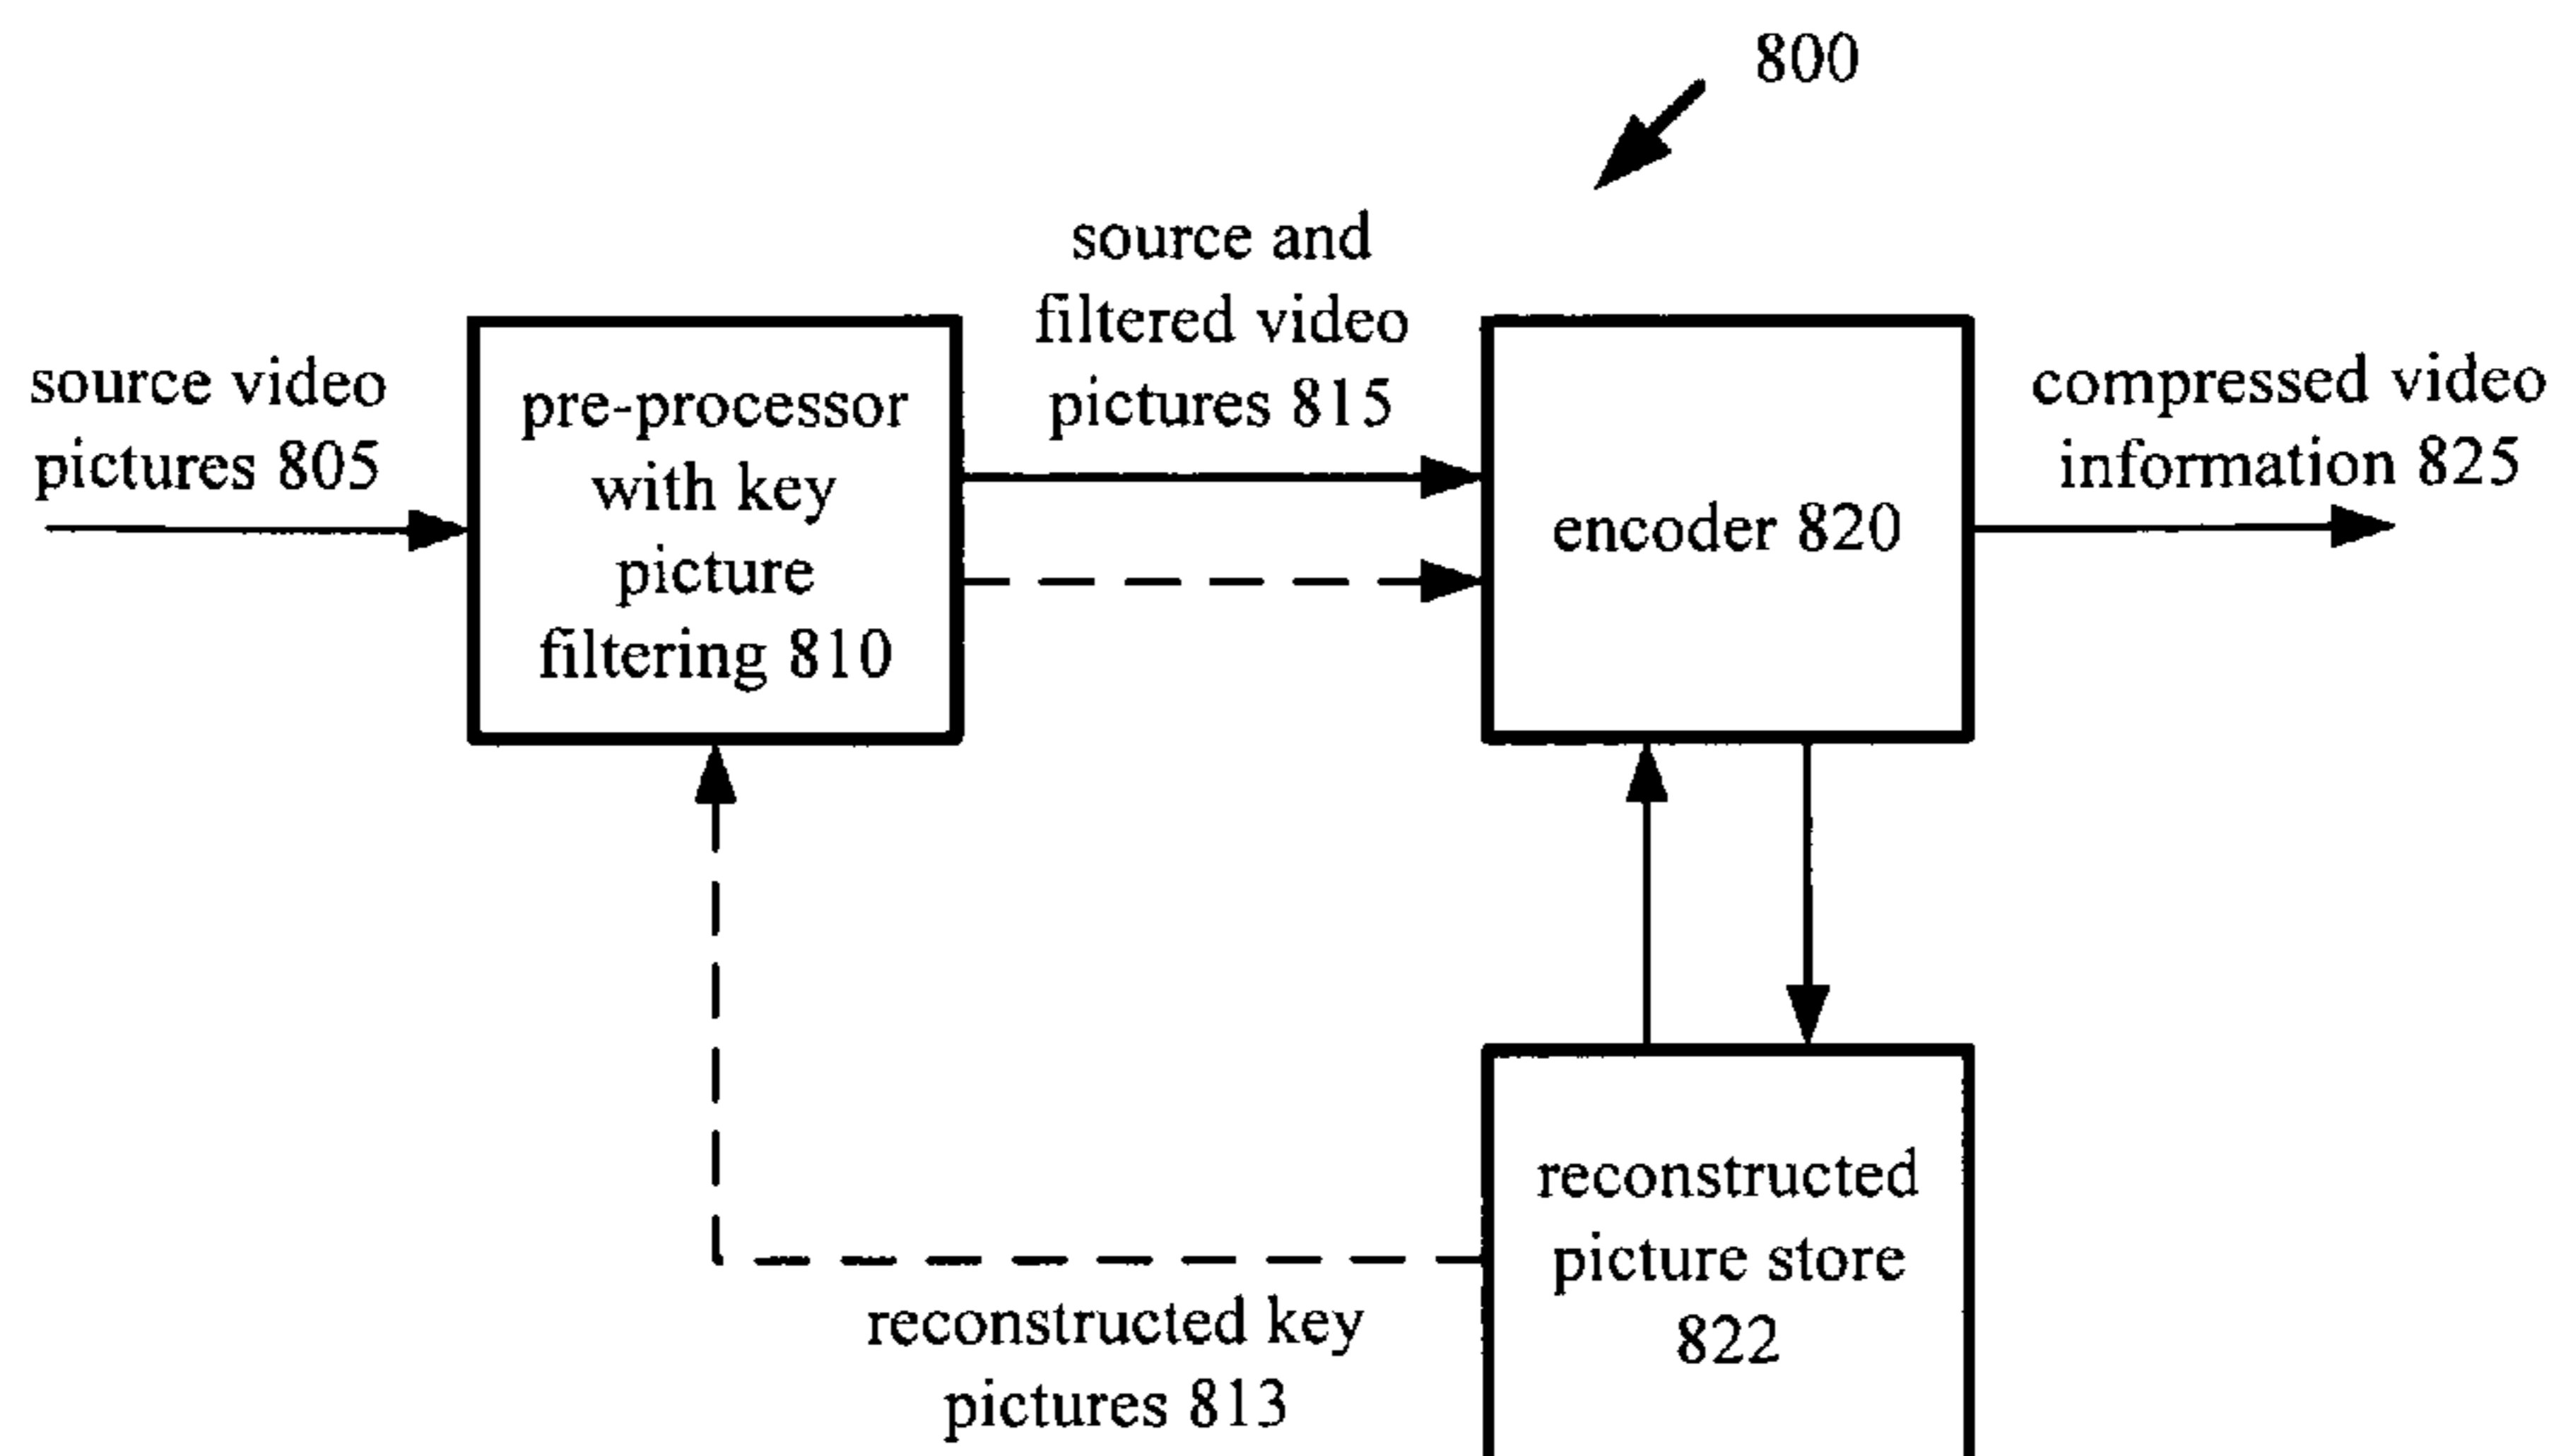 800
source and
filtered video
pictures 815
source video
pictures 805
pre-processor
with key
picture
filtering 810
encoder 820
compressed video
information 825
reconstructed
picture store
822
reconstructed key
pictures 813